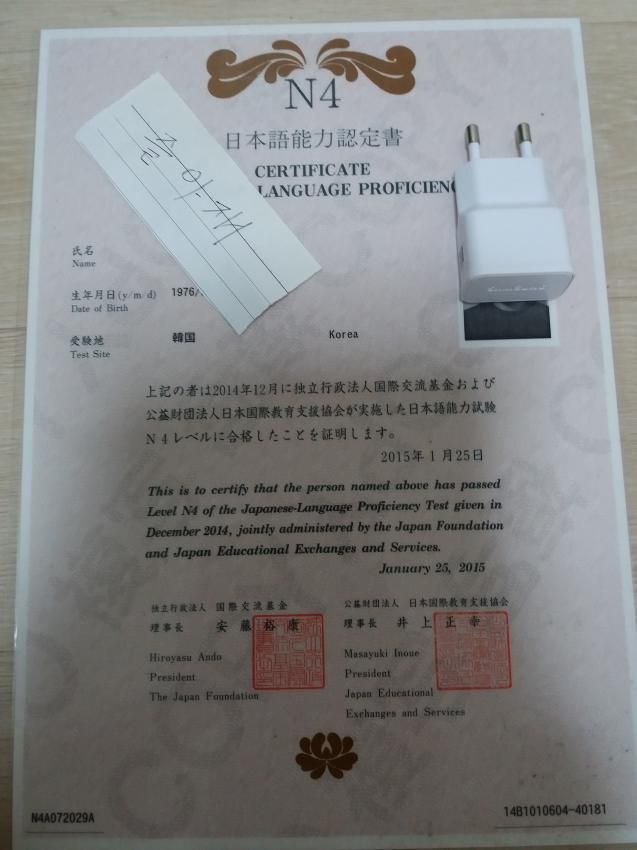 N4
日本語能力認定書
CERTIFICATE
LANGUAGE PROFICIENC
氏名
Name
生年月日(y/m/d) 1976/
Date of Birth
受験地 韓国 Korea
Test Site
上記の者は2014年12月に独立行政法人国際交流基金および
公益財団法人日本国際教育支援協会が実施した日本語能力試験
N4レベルに合格したことを証明します。
2015年1月25日
This is to certify that the person named above has passed
Level N4 of the Japanese-Language Proficiency Test given in
December 2014, jointly administered by the Japan Foundation
and Japan Educational Exchanges and Services.
January 25, 2015
独立行政法人 国際交流基金
理事長 安藤裕康
Hiroyasu Ando
President
The Japan Foundation
公益財団法人 日本国際教育支援協会
理事長 井上正幸
Masayuki Inoue
President
Japan Educational
Exchanges and Services
N4A072029A
14B1010604-40181